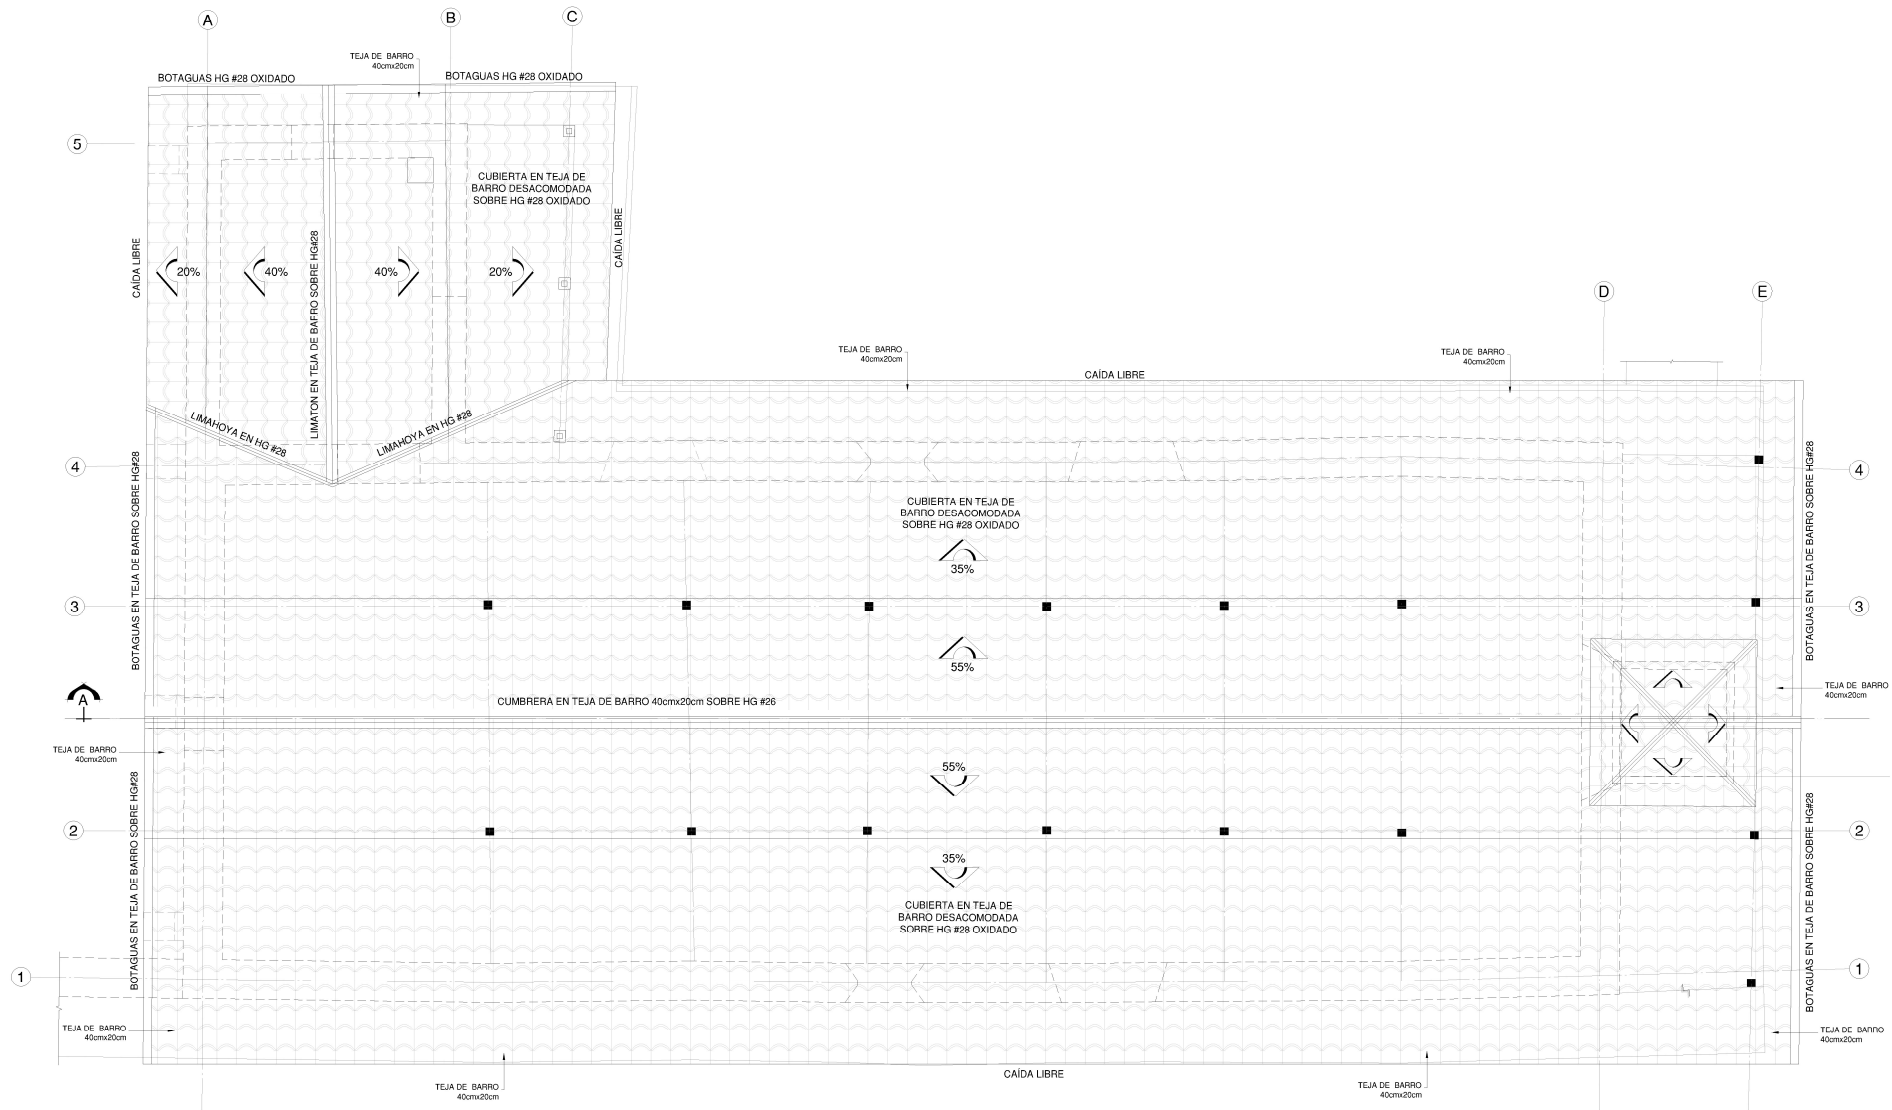 A
B
C
TEJA DE BARRO
40cmx20cm
BOTAGUAS HG #28 OXIDADO
BOTAGUAS HG #28 OXIDADO
5
CUBIERTA EN TEJA DE
BARRO DESACOMODADA
SOBRE HG #28 OXIDADO
CAÍDA LIBRE
CAÍDA LIBRE
20%
40%
40%
20%
LIMATON EN TEJA DE BAFRO SOBRE HG#28
D
E
TEJA DE BARRO
40cmx20cm
TEJA DE BARRO
40cmx20cm
CAÍDA LIBRE
LIMAHOYA EN HG #28
LIMAHOYA EN HG #28
4
4
BOTAGUAS EN TEJA DE BARRO SOBRE HG#28
BOTAGUAS EN TEJA DE BARRO SOBRE HG#28
CUBIERTA EN TEJA DE
BARRO DESACOMODADA
SOBRE HG #28 OXIDADO
35%
3
3
55%
A
CUMBRERA EN TEJA DE BARRO 40cmx20cm SOBRE HG #26
TEJA DE BARRO
40cmx20cm
TEJA DE BARRO
40cmx20cm
55%
2
2
BOTAGUAS EN TEJA DE BARRO SOBRE HG#28
BOTAGUAS EN TEJA DE BARRO SOBRE HG#28
35%
CUBIERTA EN TEJA DE
BARRO DESACOMODADA
SOBRE HG #28 OXIDADO
1
1
TEJA DE BARRO
40cmx20cm
TEJA DE BARRO
40cmx20cm
CAÍDA LIBRE
TEJA DE BARRO
40cmx20cm
TEJA DE BARRO
40cmx20cm